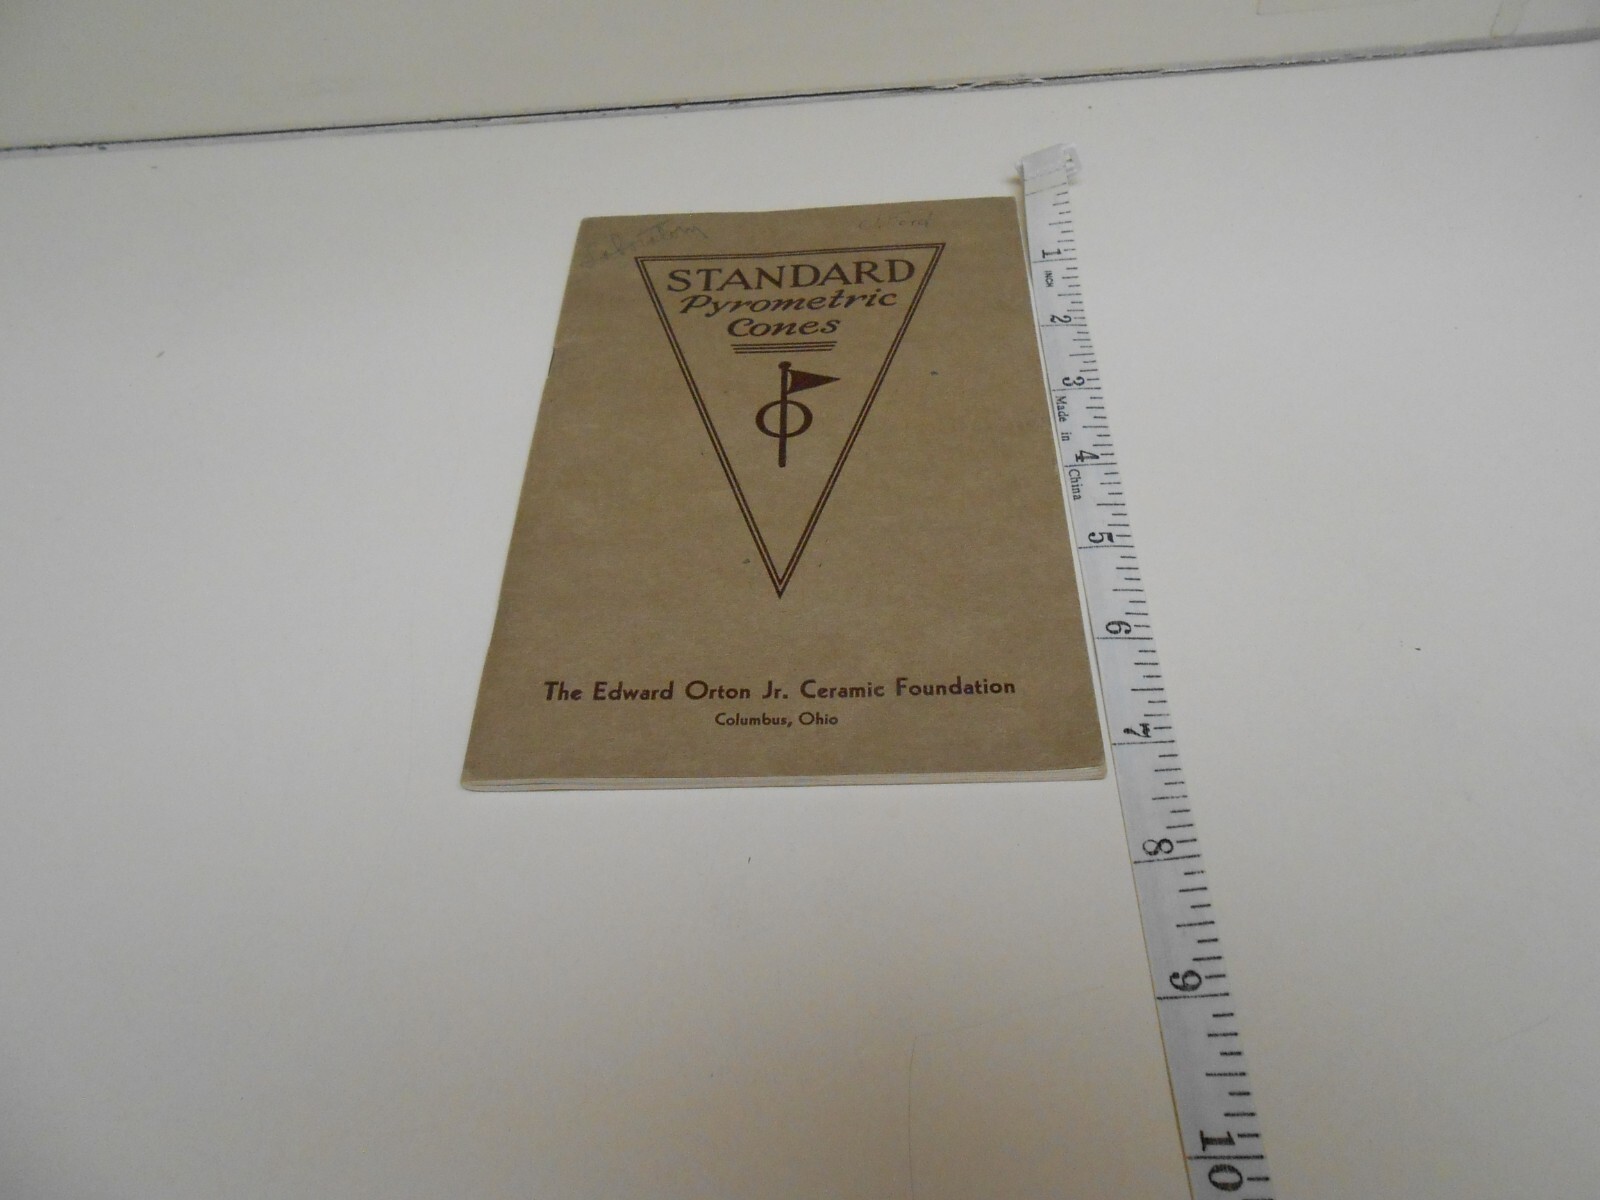 Laboratory
STANDARD
Pyrometric
Cones
The Edward Orton Jr. Ceramic Foundation
Columbus, Ohio
1
INCH
2
3
Made in
4
China
5
6
7
8
9
10